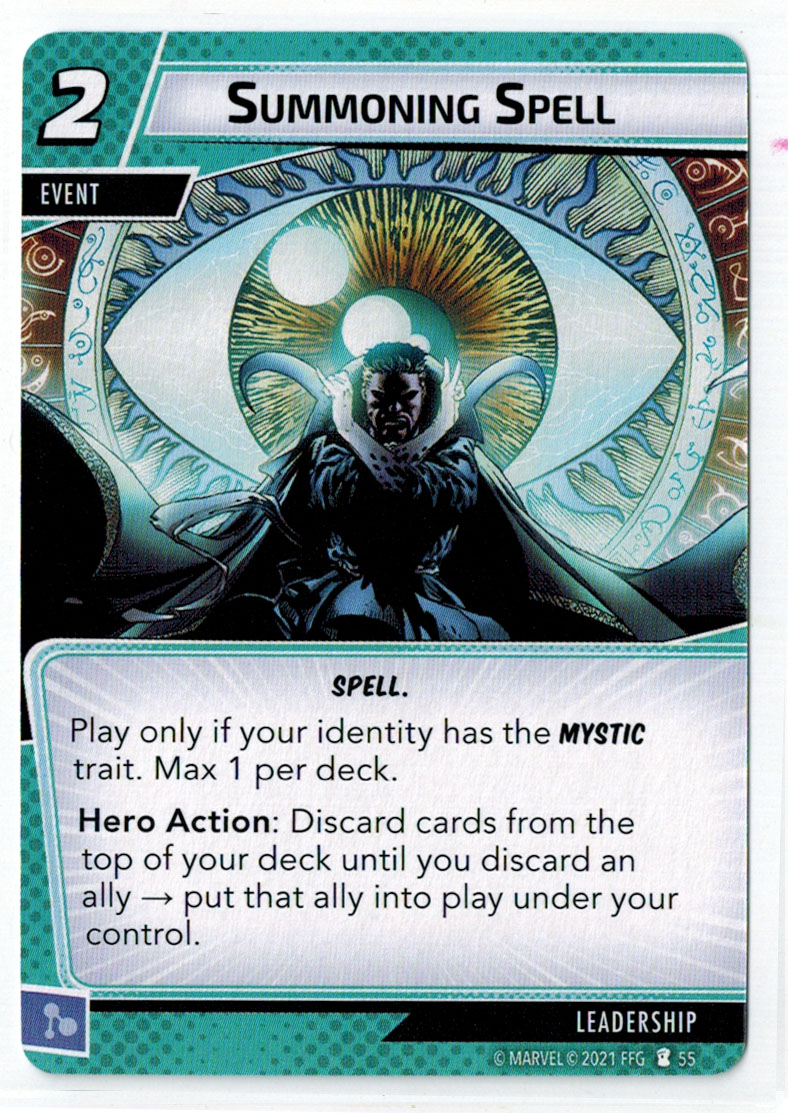 2
SUMMONING SPELL
EVENT
SPELL.
Play only if your identity has the MYSTIC
trait. Max 1 per deck.
Hero Action: Discard cards from the
top of your deck until you discard an
ally → put that ally into play under your
control.
LEADERSHIP
© MARVEL © 2021 FFG 55